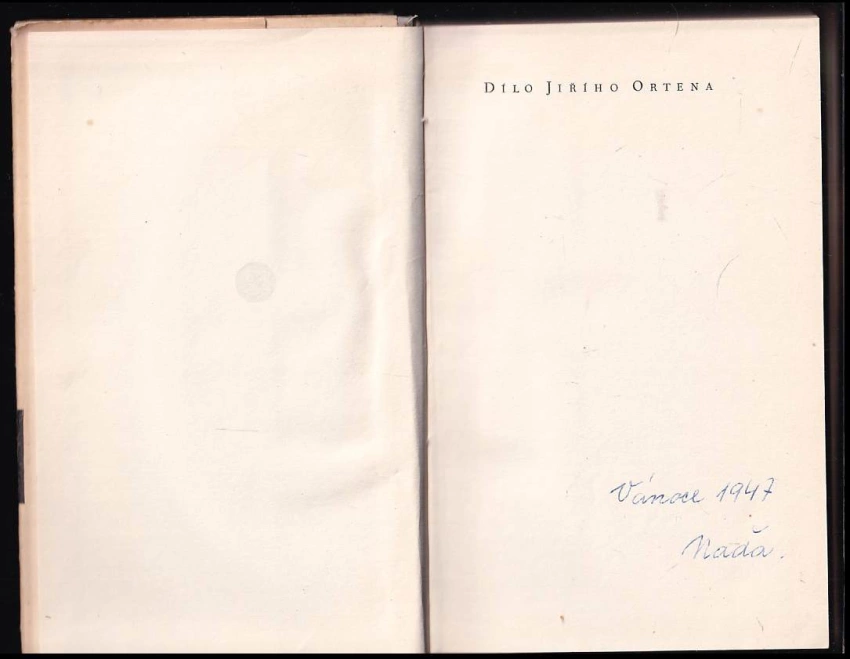 DÍLO JIŘÍHO ORTENA
Vánoce 1947
Naďa.